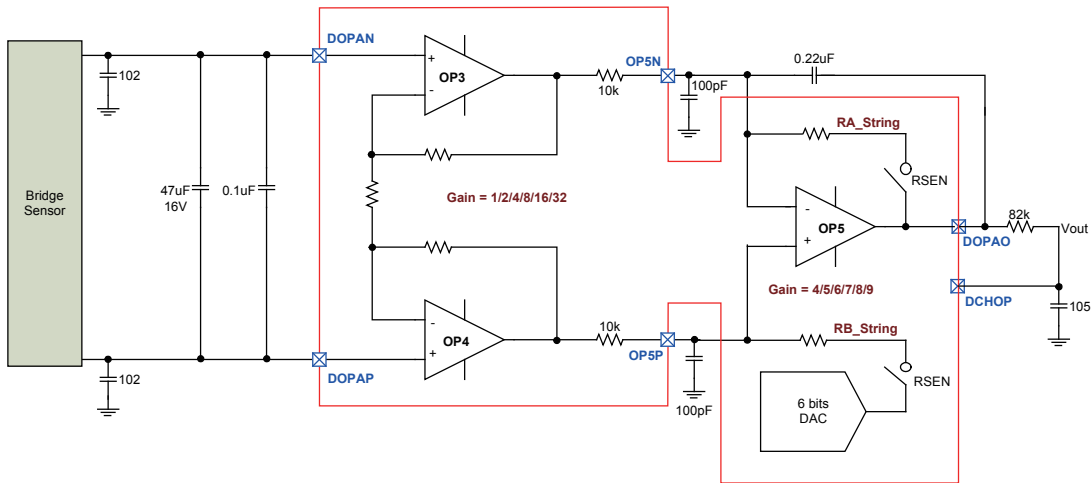 DOPAN
0.22uF
OP5N
102
+
OP3
-
10k
100pF
RA_String
RSEN
Bridge
Sensor
47uF
16V
0.1uF
Gain = 1/2/4/8/16/32
-
OP5
+
82k
Vout
DOPAO
Gain = 4/5/6/7/8/9
DCHOP
105
-
OP4
+
10k
OP5P
RB_String
DOPAP
102
100pF
RSEN
6 bits
DAC